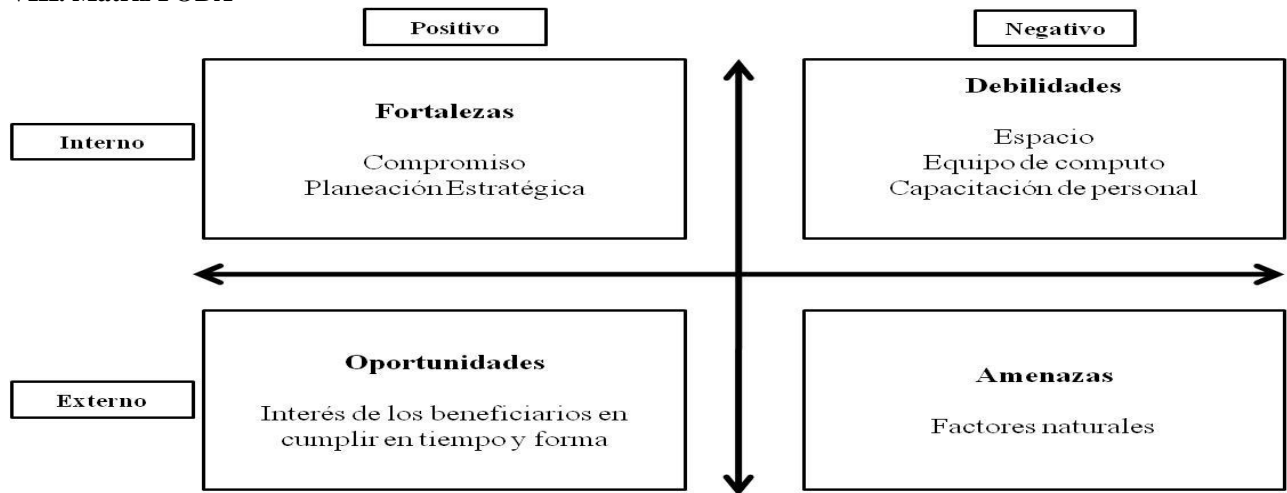 Positivo
Negativo
Interno
Fortalezas
Compromiso
Planeación Estratégica
Debilidades
Espacio
Equipo de computo
Capacitación de personal
Externo
Oportunidades
Interés de los beneficiarios en
cumplir en tiempo y forma
Amenazas
Factores naturales